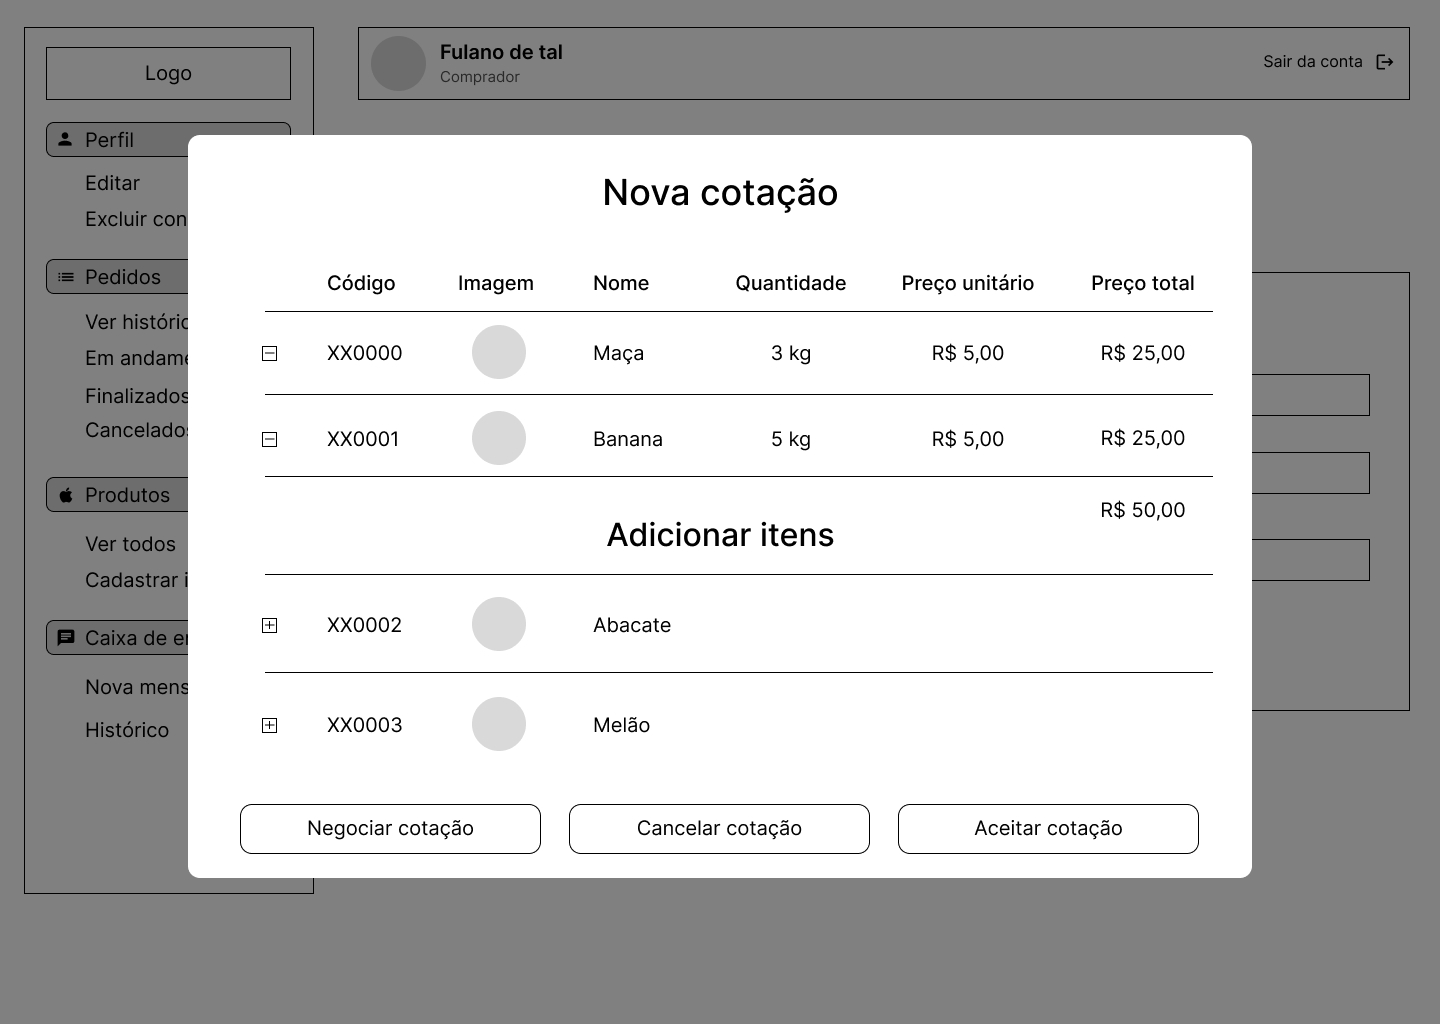 Logo
Fulano de tal
Comprador
Sair da conta
Perfil
Editar
Excluir con
Pedidos
Ver históric
Em andame
Finalizados
Cancelados
Produtos
Ver todos
Cadastrar i
Caixa de en
Nova mens
Histórico
Nova cotação
Código Imagem Nome Quantidade Preço unitário Preço total
XX0000 Maça 3 kg R$ 5,00 R$ 25,00
XX0001 Banana 5 kg R$ 5,00 R$ 25,00
R$ 50,00
Adicionar itens
XX0002 Abacate
XX0003 Melão
Negociar cotação Cancelar cotação Aceitar cotação